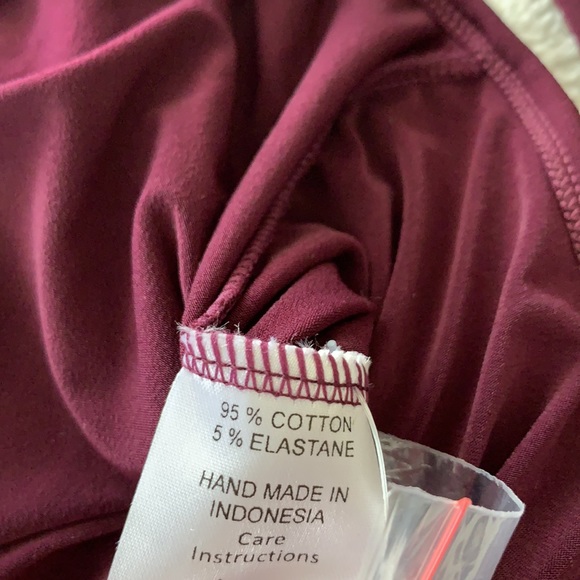 95 % COTTON
5 % ELASTANE
HAND MADE IN
INDONESIA
Care
Instructions